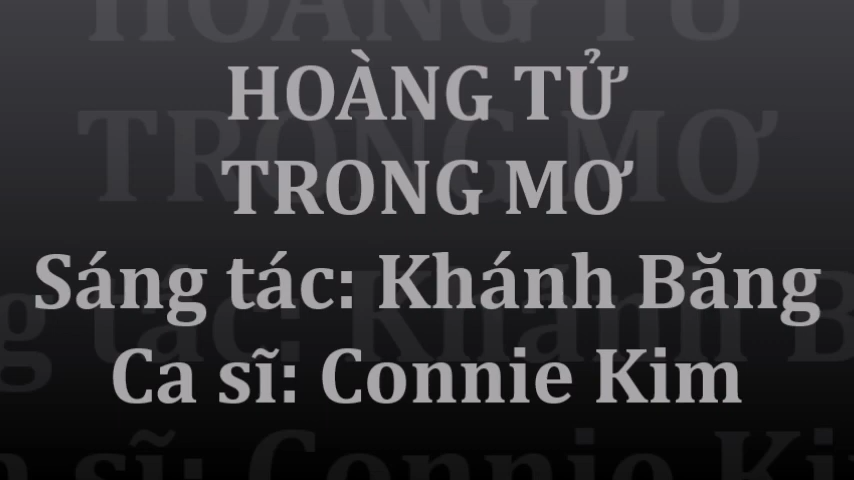 HOÀNG TỬ
TRONG MƠ
Sáng tác: Khánh Băng
Ca sĩ: Connie Kim